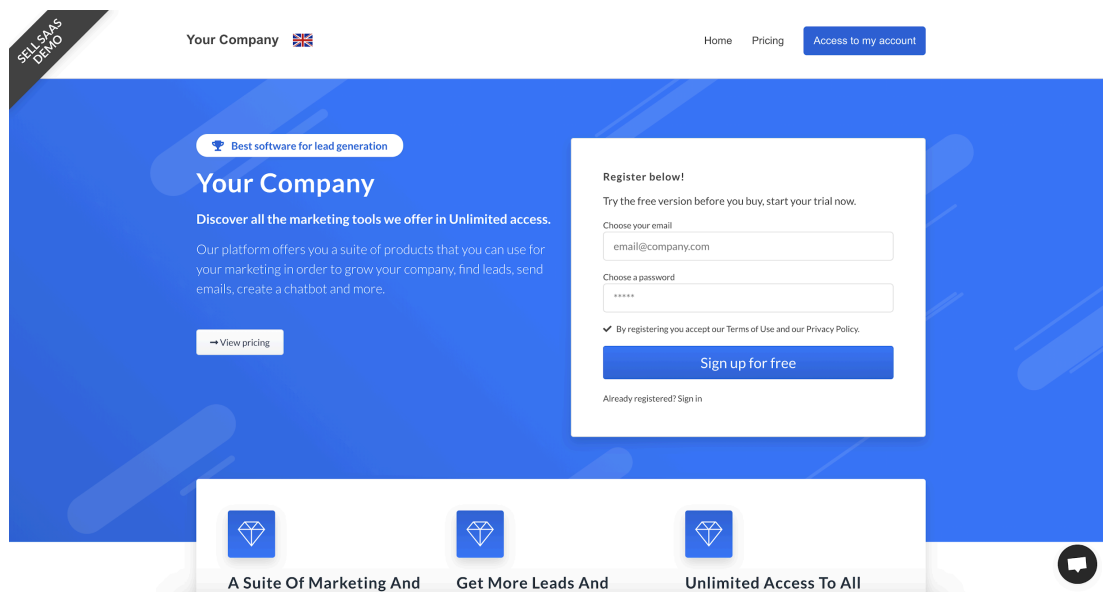 SELL SAAS
DEMO
Your Company
Home
Pricing
Access to my account
Best software for lead generation
Your Company
Discover all the marketing tools we offer in Unlimited access.
Our platform offers you a suite of products that you can use for
your marketing in order to grow your company, find leads, send
emails, create a chatbot and more.
View pricing
Register below!
Try the free version before you buy, start your trial now.
Choose your email
email@company.com
Choose a password
*****
By registering you accept our Terms of Use and our Privacy Policy.
Sign up for free
Already registered? Sign in
A Suite Of Marketing And
Get More Leads And
Unlimited Access To All